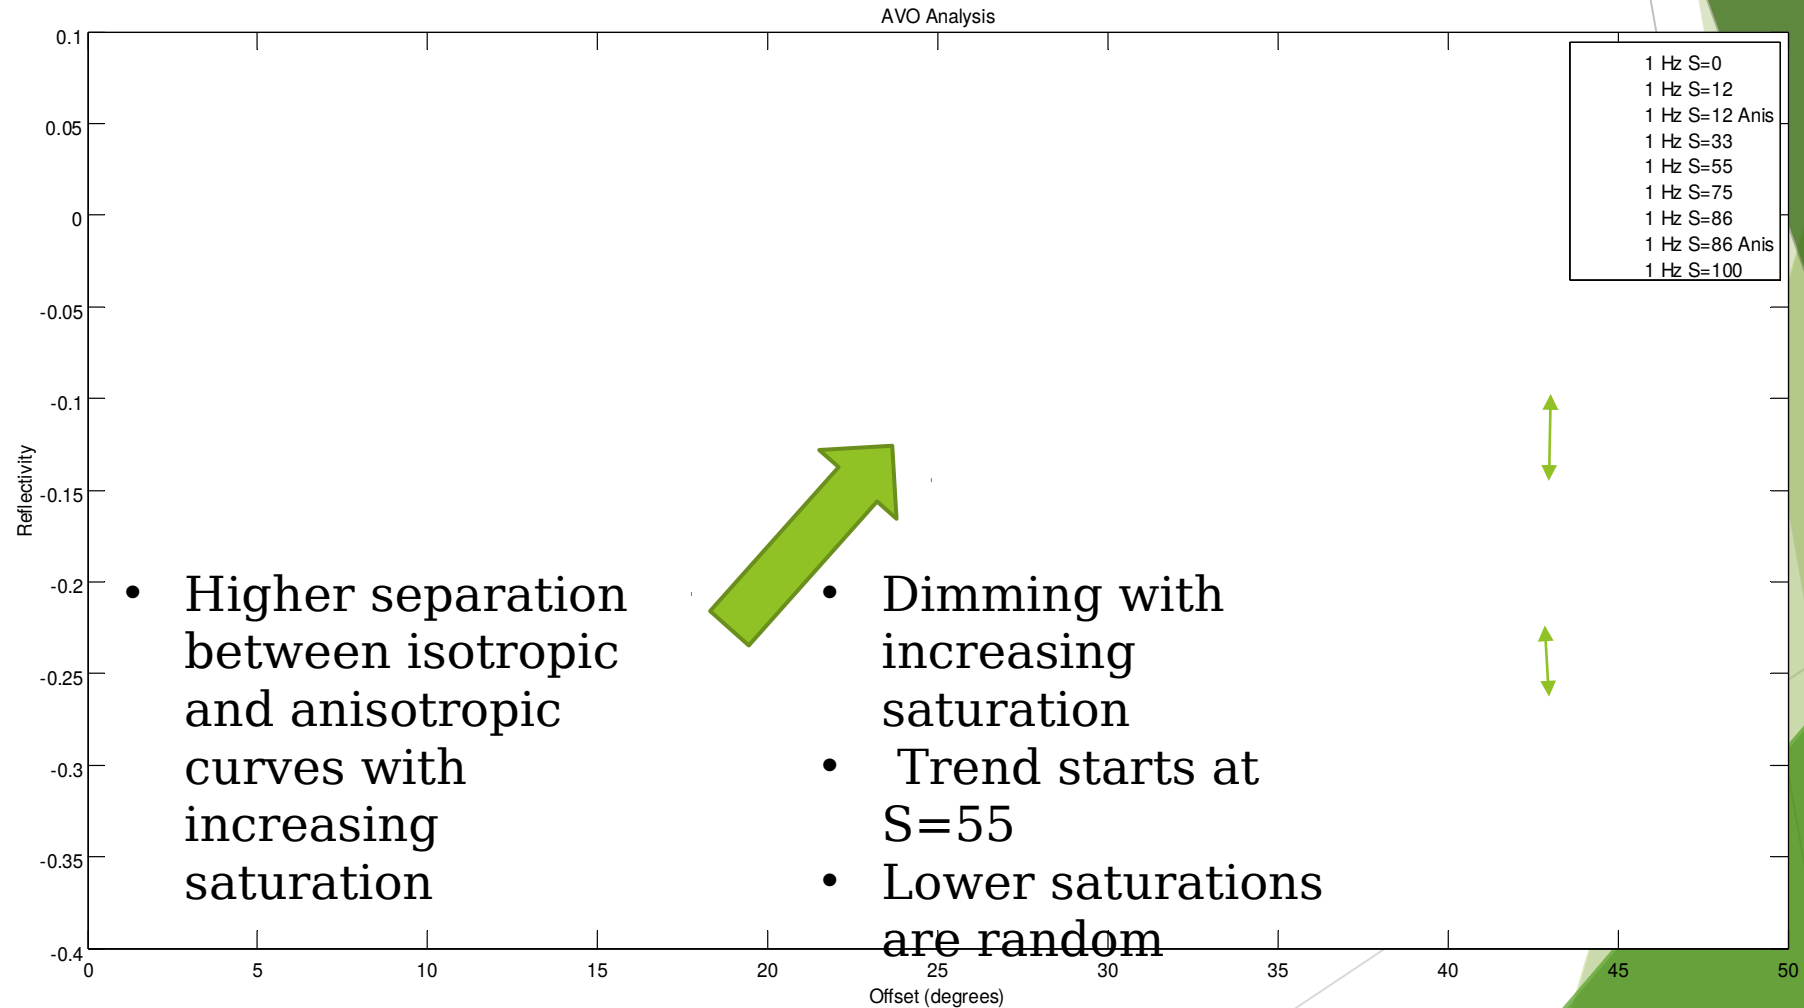 AVO Analysis
0.1
0.05
0
-0.05
-0.1
-0.15
-0.2
-0.25
-0.3
-0.35
-0.4
Reflectivity
1 Hz S=0
1 Hz S=12
1 Hz S=12 Anis
1 Hz S=33
1 Hz S=55
1 Hz S=75
1 Hz S=86
1 Hz S=86 Anis
1 Hz S=100
• Higher separation
between isotropic
and anisotropic
curves with
increasing
saturation
• Dimming with
increasing
saturation
• Trend starts at
S=55
• Lower saturations
are random
0 5 10 15 20 25 30 35 40 45 50
Offset (degrees)